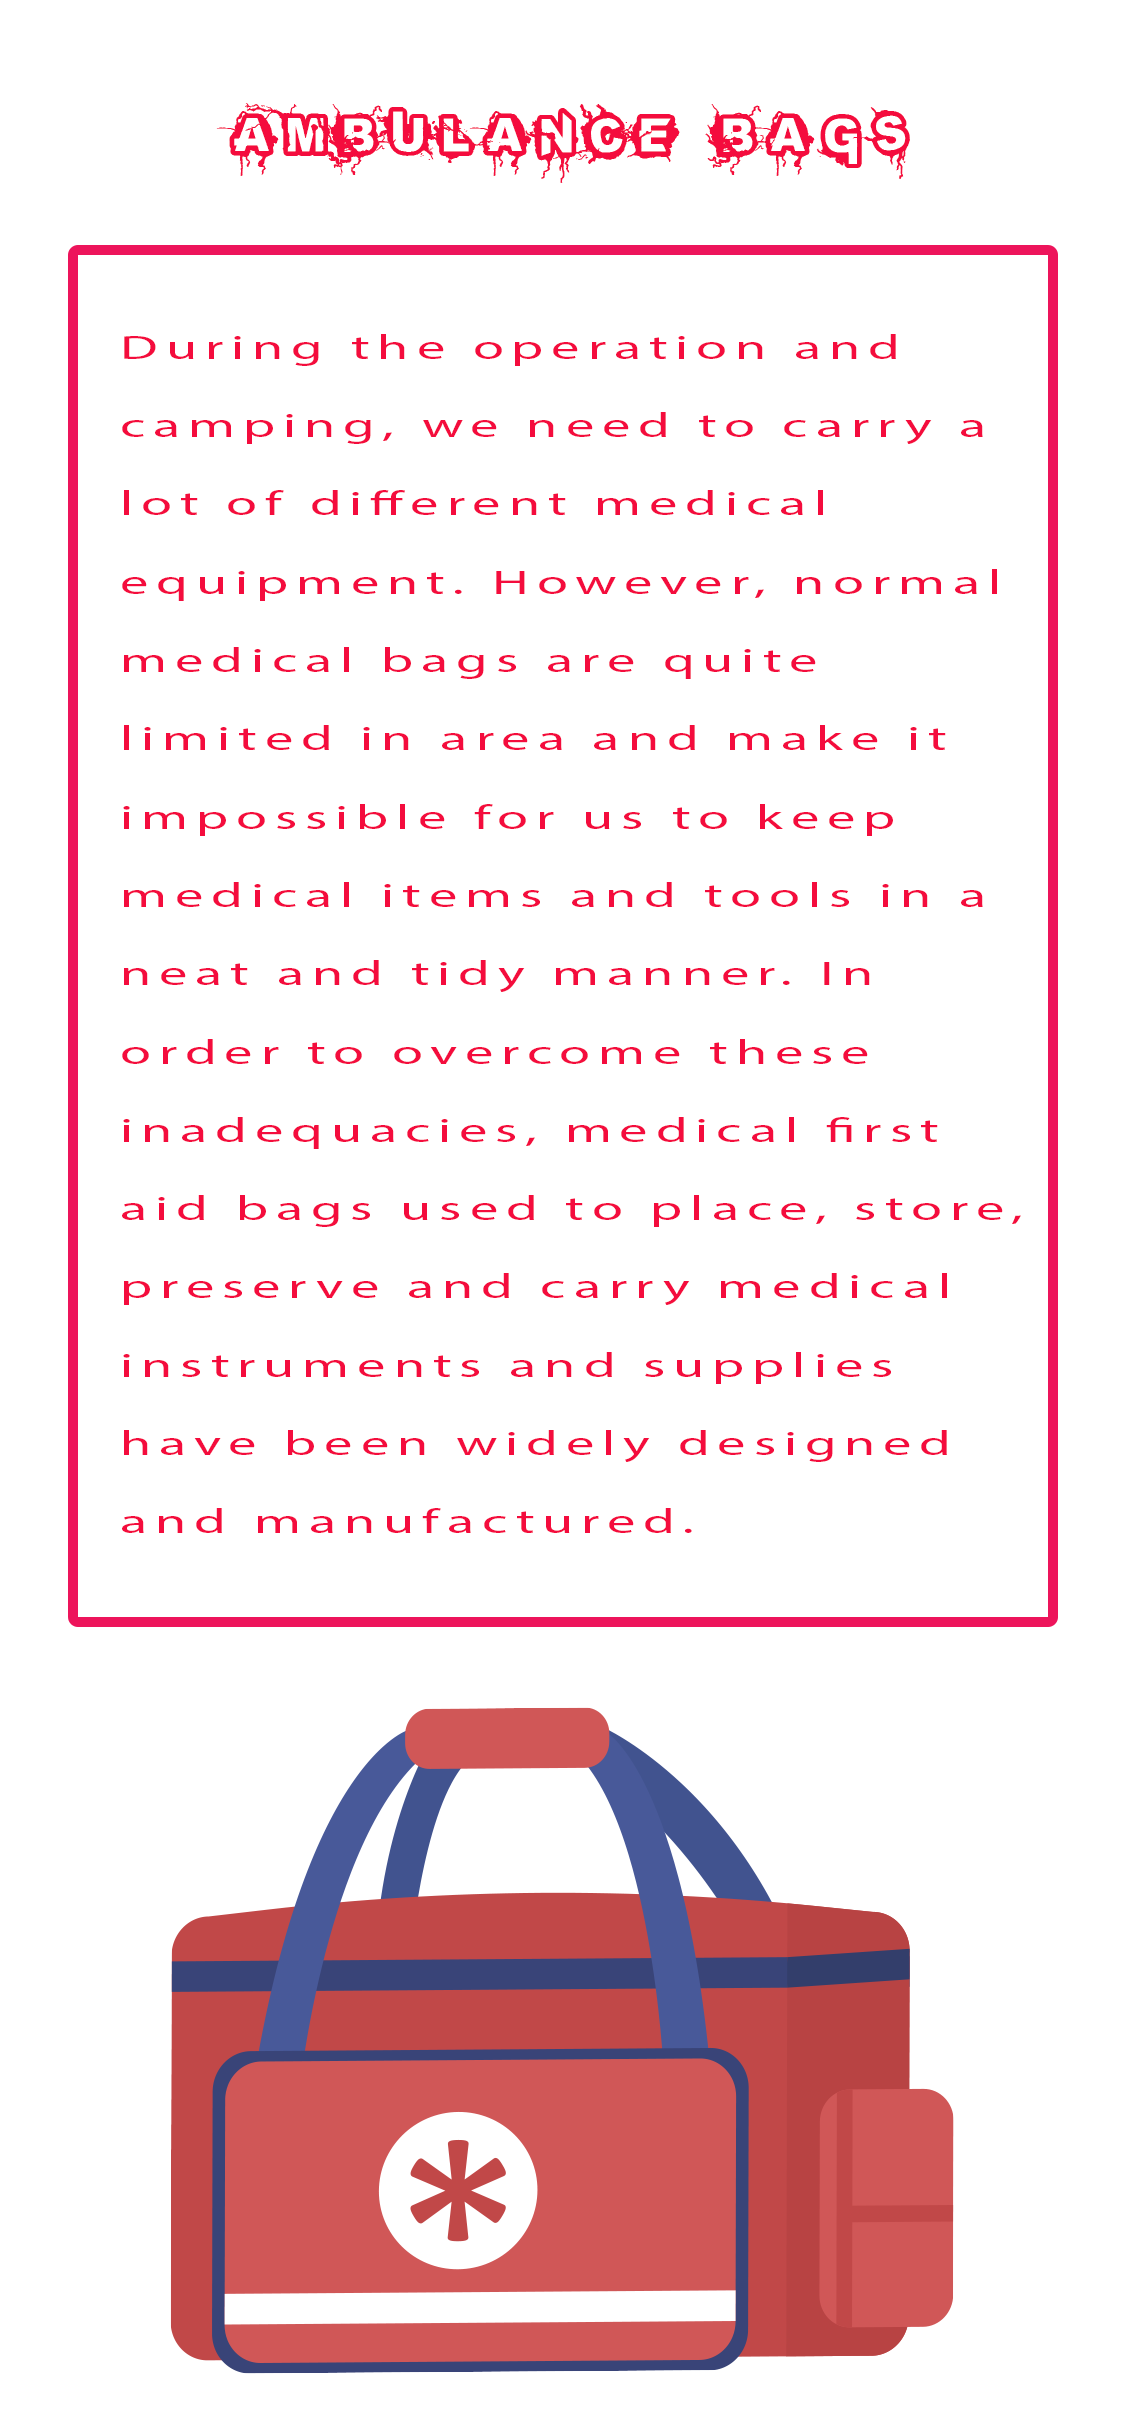 AMBULANCE BAGS
During the operation and
camping, we need to carry a
lot of different medical
equipment. However, normal
medical bags are quite
limited in area and make it
impossible for us to keep
medical items and tools in a
neat and tidy manner. In
order to overcome these
inadequacies, medical first
aid bags used to place, store,
preserve and carry medical
instruments and supplies
have been widely designed
and manufactured.